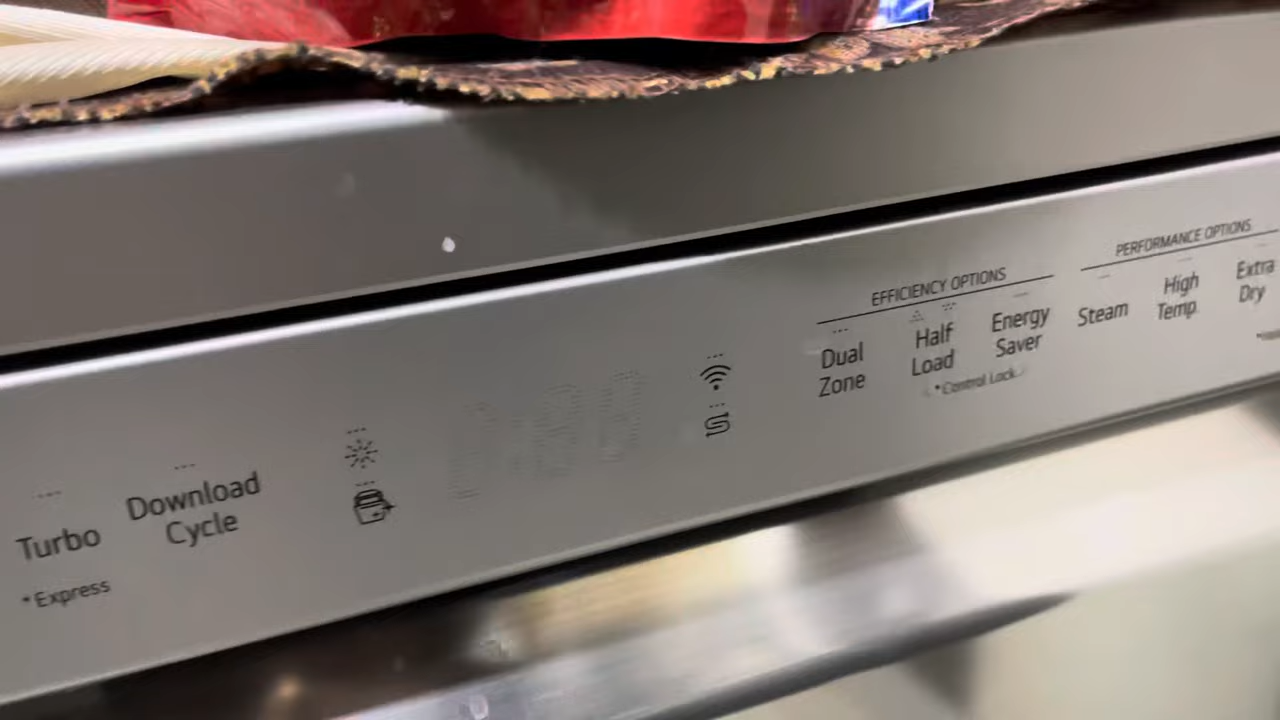 EFFICIENCY OPTIONS
PERFORMANCE OPTIONS
Turbo
*Express
Download
Cycle
Dual
Zone
Half
Load
Energy
Saver
*Control Lock
Steam
High
Temp
Extra
Dry